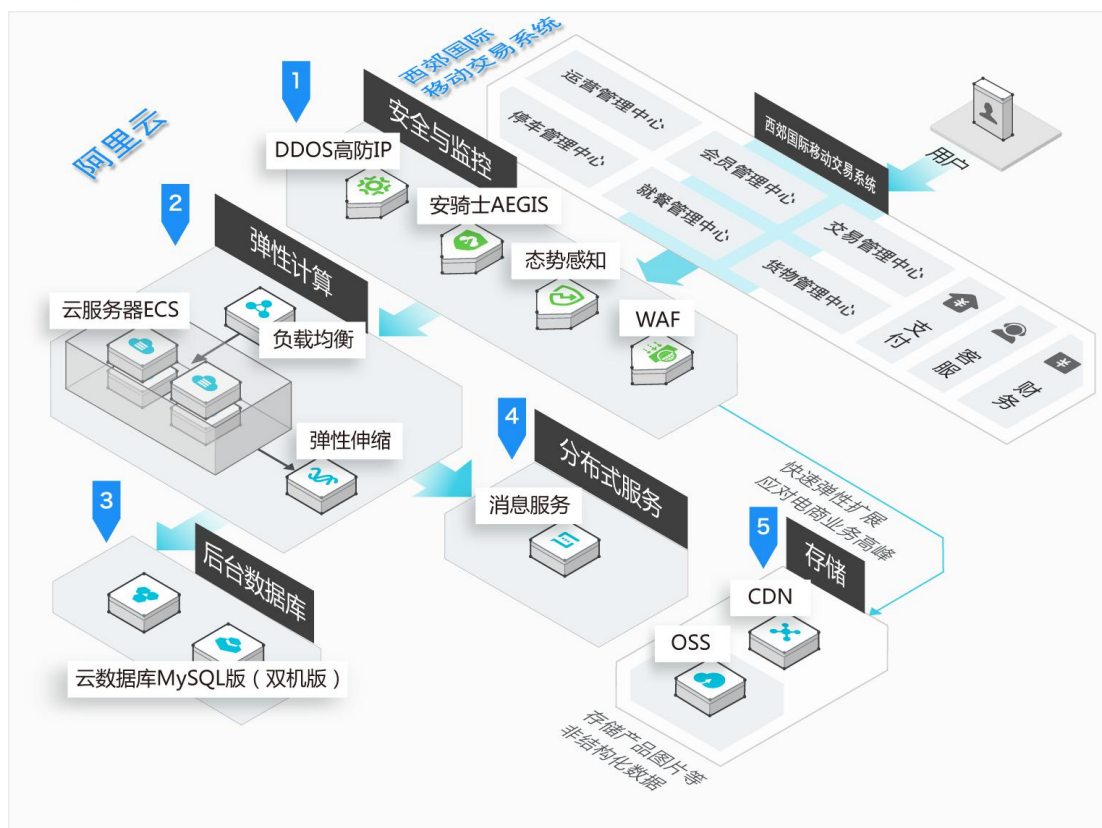 西郊国际
移动交易系统
阿里云
1
安全与监控
DDOS高防IP
安骑士AEGIS
态势感知
WAF
运营管理中心
停车管理中心
会员管理中心
就餐管理中心
交易管理中心
货物管理中心
支付
客服
财务
西郊国际移动交易系统
用户
2
弹性计算
云服务器ECS
负载均衡
弹性伸缩
3
后台数据库
云数据库MySQL版（双机版）
4
分布式服务
消息服务
快速弹性扩展
应对电商业务高峰
5
存储
CDN
OSS
存储产品图片等
非结构化数据